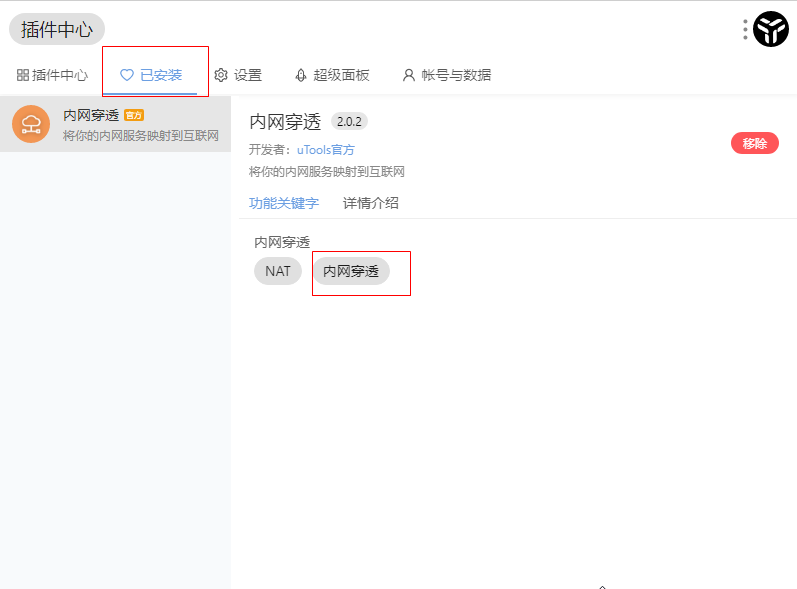 插件中心
插件中心 已安装 设置 超级面板 帐号与数据
内网穿透 官方
将你的内网服务映射到互联网
内网穿透 2.0.2
开发者：uTools官方
将你的内网服务映射到互联网
移除
功能关键字 详情介绍
内网穿透
NAT 内网穿透